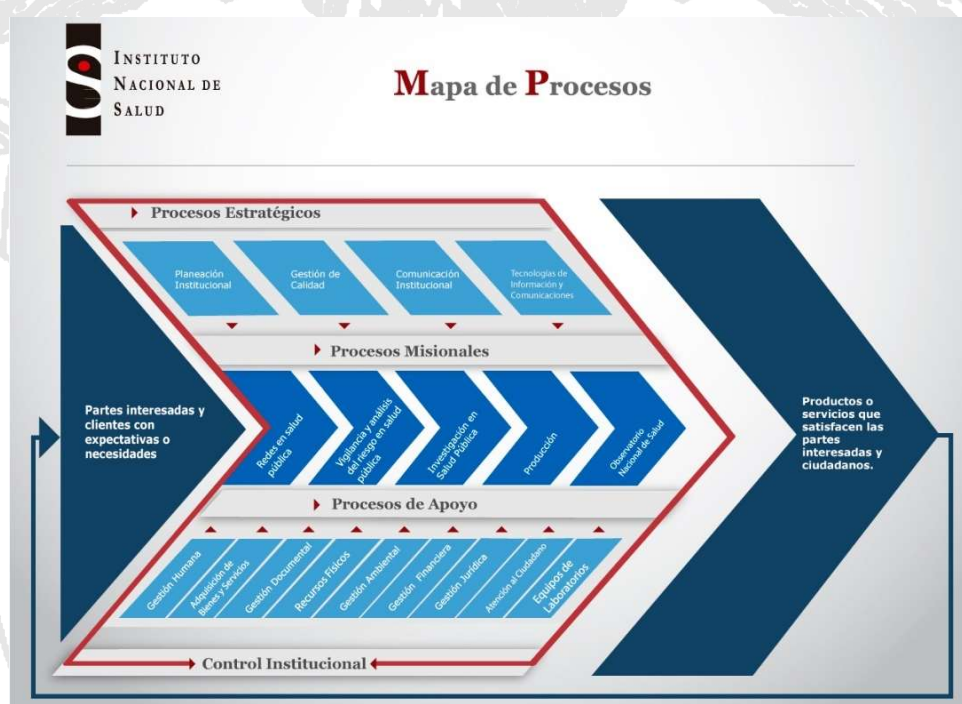 INSTITUTO
NACIONAL DE
SALUD
Mapa de Procesos
Procesos Estratégicos
Planeación
Institucional
Gestión de
Calidad
Comunicación
Institucional
Tecnologías de
Información y
Comunicaciones
Procesos Misionales
Partes interesadas y
clientes con
expectativas o
necesidades
Redes en salud
pública
Vigilancia y análisis
del riesgo en salud
pública
Investigación en
Salud Pública
Producción
Observatorio
Nacional de Salud
Productos o
servicios que
satisfacen las
partes
interesadas y
ciudadanos.
Procesos de Apoyo
Gestión Humana
Adquisición de
Bienes y Servicios
Gestión Documental
Recursos Físicos
Gestión Ambiental
Gestión Financiera
Gestión Jurídica
Atención al Ciudadano
Equipos de
Laboratorios
Control Institucional